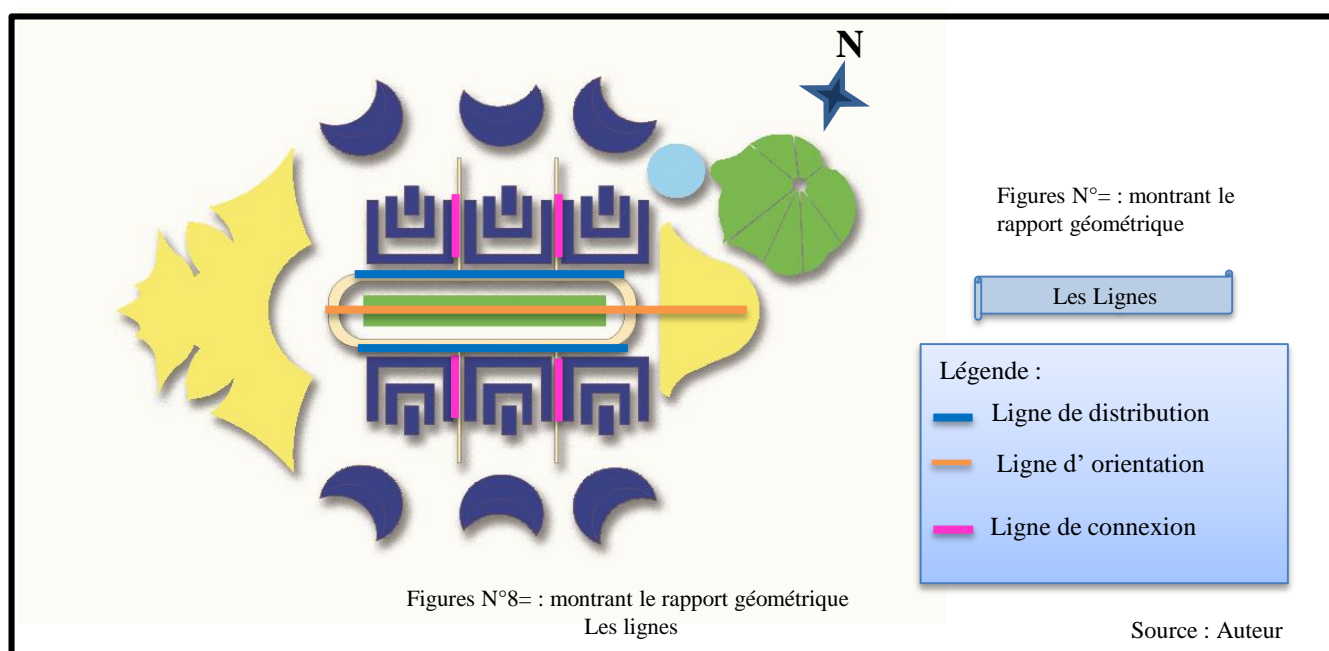 N
Figures N°= : montrant le
rapport géométrique
Les Lignes
Légende :
Ligne de distribution
Ligne d’ orientation
Ligne de connexion
Figures N°8= : montrant le rapport géométrique
Les lignes
Source : Auteur